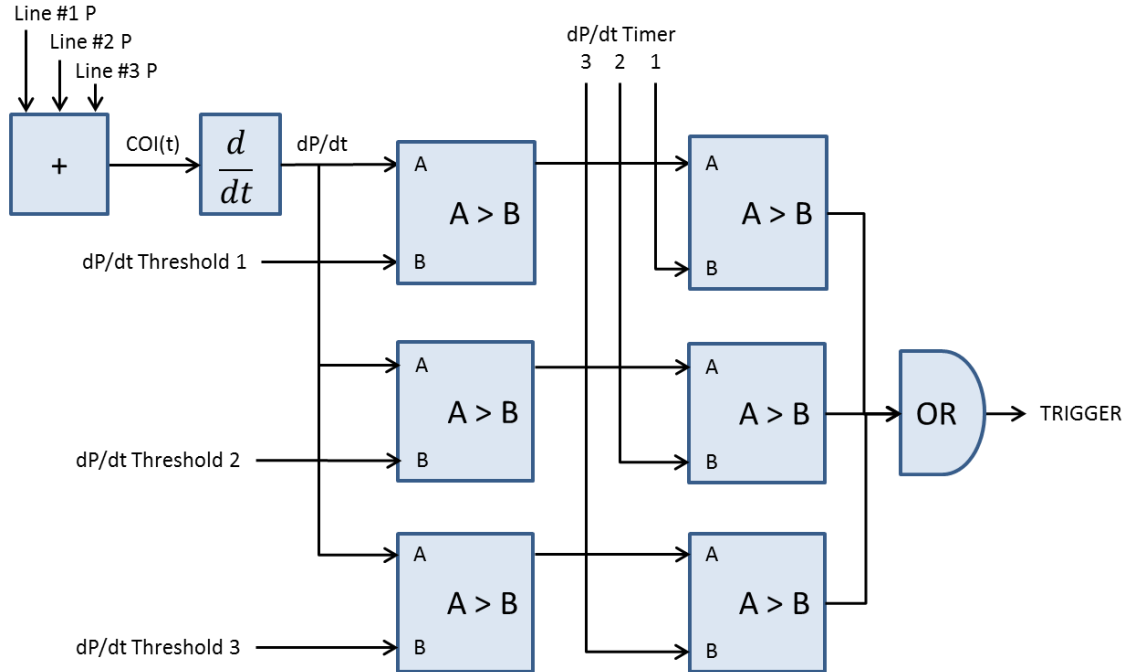 Line #1 P
Line #2 P
Line #3 P
dP/dt Timer
3 2 1
+
COI(t)
d
dt
dP/dt
A
A > B
B
A
A > B
B
dP/dt Threshold 1
A
A > B
B
A
A > B
B
OR
TRIGGER
dP/dt Threshold 2
A
A > B
B
A
A > B
B
dP/dt Threshold 3